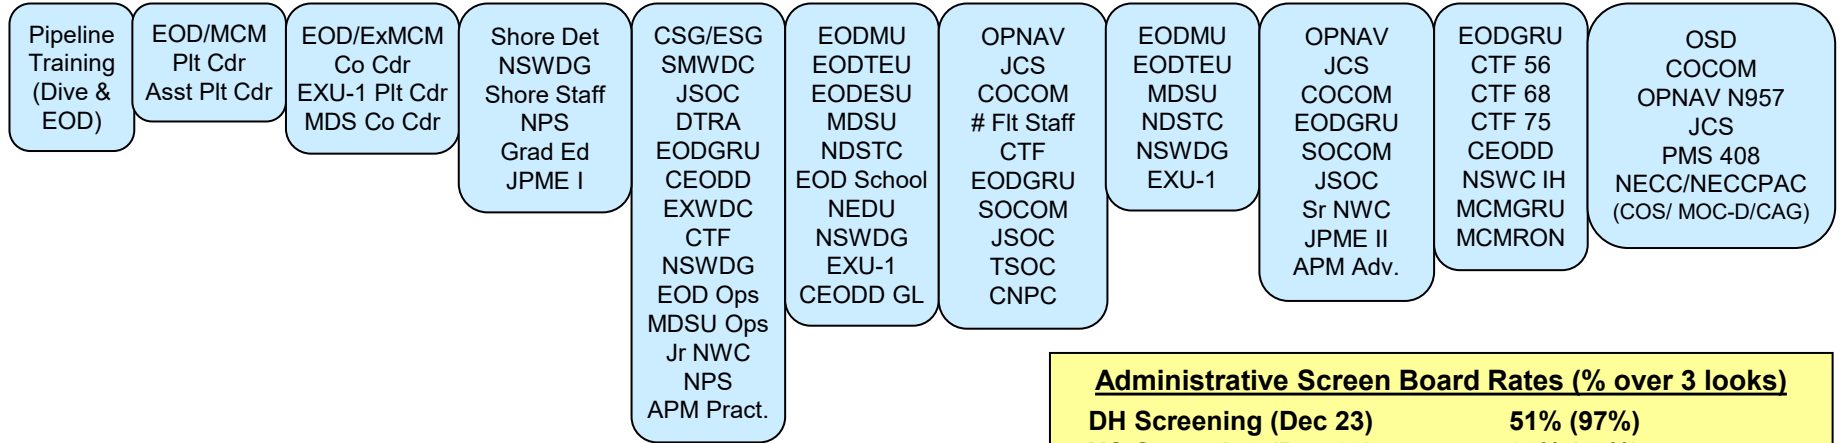 Pipeline
Training
(Dive &
EOD)
EOD/MCM
Plt Cdr
Asst Plt Cdr
EOD/ExMCM
Co Cdr
EXU-1 Plt Cdr
MDS Co Cdr
Shore Det
NSWDG
Shore Staff
NPS
Grad Ed
JPME I
CSG/ESG
SMWDC
JSOC
DTRA
EODGRU
CEODD
EXWDC
CTF
NSWDG
EOD Ops
MDSU Ops
Jr NWC
NPS
APM Pract.
EODMU
EODTEU
EODESU
MDSU
NDSTC
EOD School
NEDU
NSWDG
EXU-1
CEODD GL
OPNAV
JCS
COCOM
# Flt Staff
CTF
EODGRU
SOCOM
JSOC
TSOC
CNPC
EODMU
EODTEU
MDSU
NDSTC
NSWDG
EXU-1
OPNAV
JCS
COCOM
EODGRU
SOCOM
JSOC
Sr NWC
JPME II
APM Adv.
EODGRU
CTF 56
CTF 68
CTF 75
CEODD
NSWC IH
MCMGRU
MCMRON
OSD
COCOM
OPNAV N957
JCS
PMS 408
NECC/NECCPAC
(COS/ MOC-D/CAG)
Administrative Screen Board Rates (% over 3 looks)
DH Screening (Dec 23) 51% (97%)